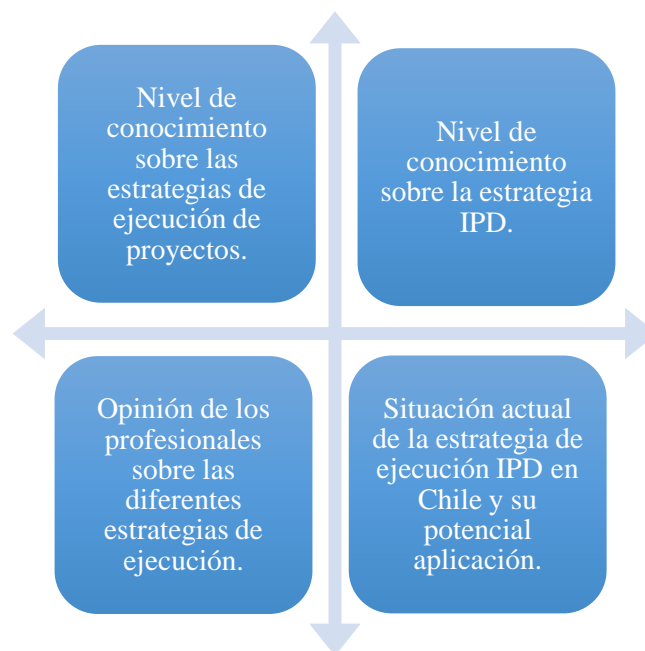 Nivel de
conocimiento
sobre las
estrategias de
ejecución de
proyectos.
Nivel de
conocimiento
sobre la estrategia
IPD.
Opinión de los
profesionales
sobre las
diferentes
estrategias de
ejecución.
Situación actual
de la estrategia de
ejecución IPD en
Chile y su
potencial
aplicación.